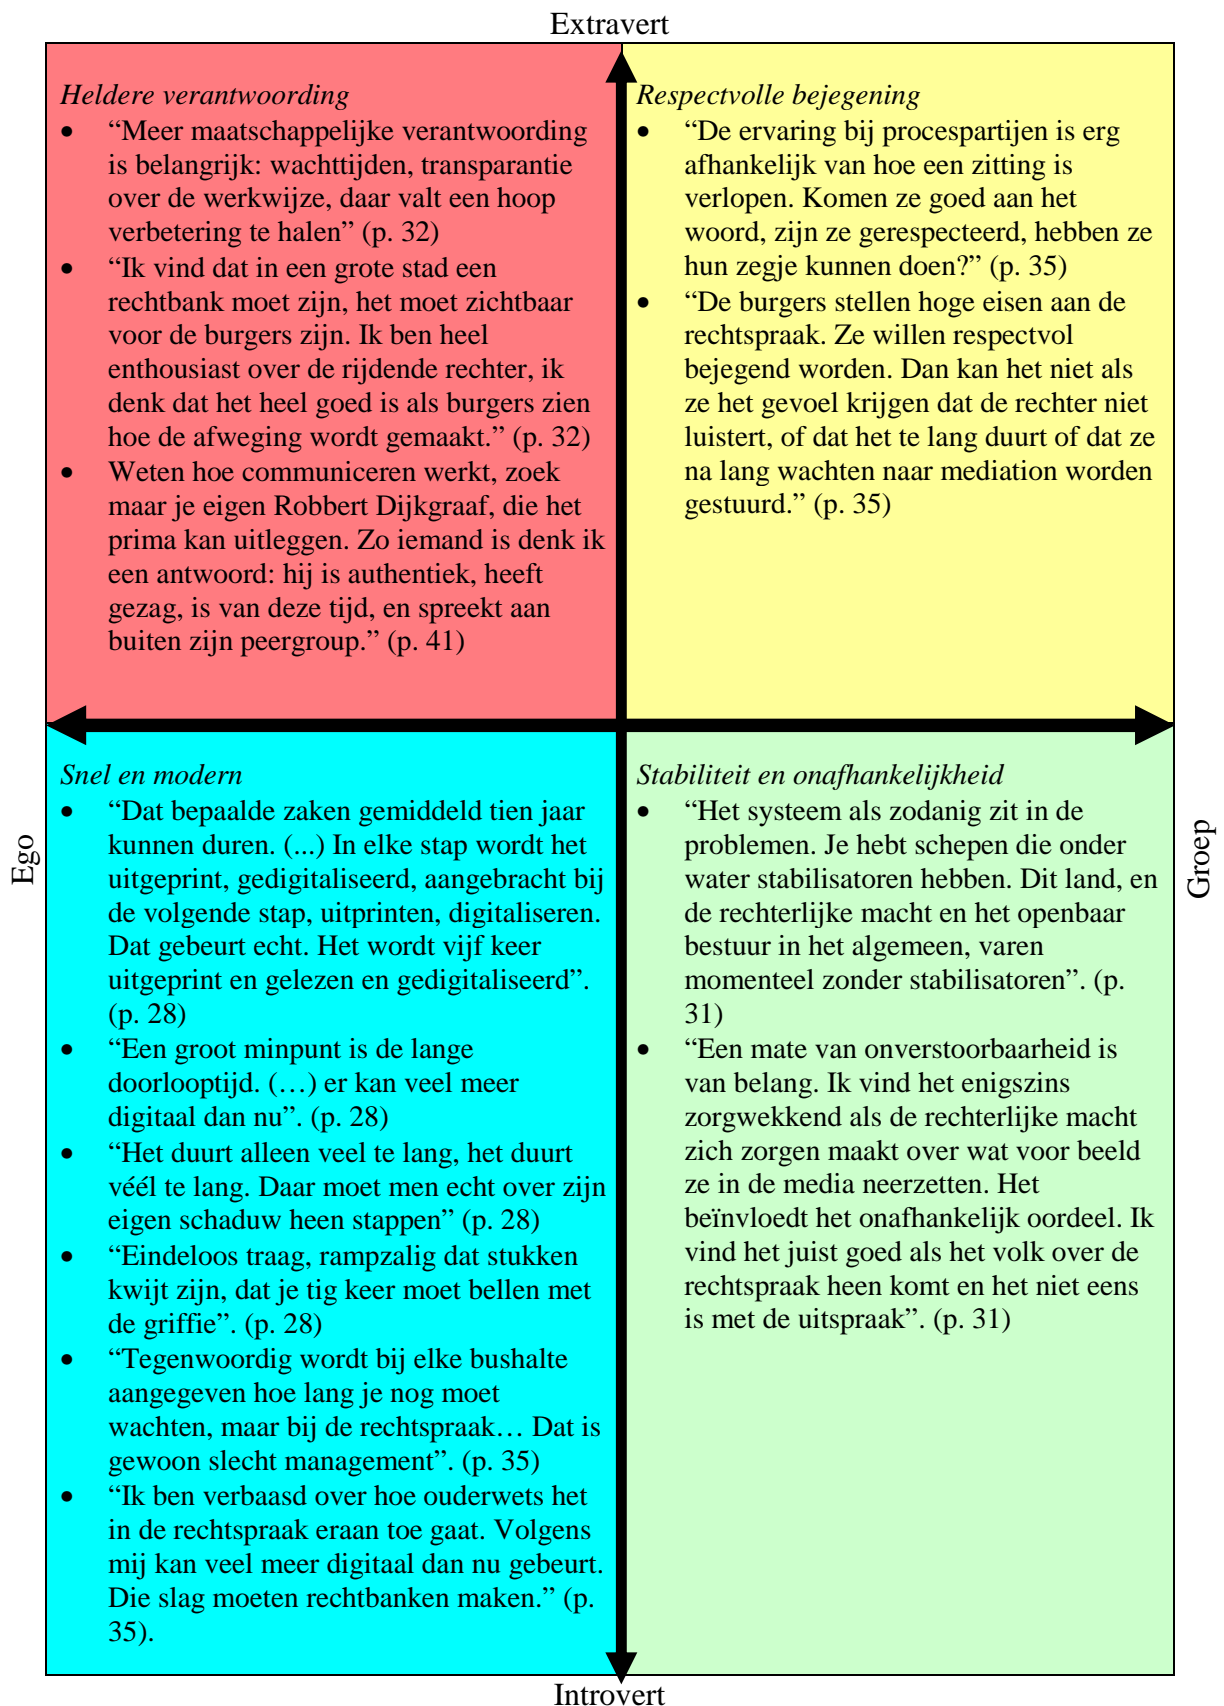 Extravert
Heldere verantwoording
• “Meer maatschappelijke verantwoording
is belangrijk: wachttijden, transparantie
over de werkwijze, daar valt een hoop
verbetering te halen” (p. 32)
• “Ik vind dat in een grote stad een
rechtbank moet zijn, het moet zichtbaar
voor de burgers zijn. Ik ben heel
enthousiast over de rijdende rechter, ik
denk dat het heel goed is als burgers zien
hoe de afweging wordt gemaakt.” (p. 32)
• Weten hoe communiceren werkt, zoek
maar je eigen Robbert Dijkgraaf, die het
prima kan uitleggen. Zo iemand is denk ik
een antwoord: hij is authentiek, heeft
gezag, is van deze tijd, en spreekt aan
buiten zijn peergroup.” (p. 41)
Respectvolle bejegening
• “De ervaring bij procespartijen is erg
afhankelijk van hoe een zitting is
verlopen. Komen ze goed aan het
woord, zijn ze gerespecteerd, hebben ze
hun zegje kunnen doen?” (p. 35)
• “De burgers stellen hoge eisen aan de
rechtspraak. Ze willen respectvol
bejegend worden. Dan kan het niet als
ze het gevoel krijgen dat de rechter niet
luistert, of dat het te lang duurt of dat ze
na lang wachten naar mediation worden
gestuurd.” (p. 35)
Ego
Snel en modern
• “Dat bepaalde zaken gemiddeld tien jaar
kunnen duren. (...) In elke stap wordt het
uitgeprint, gedigitaliseerd, aangebracht bij
de volgende stap, uitprinten, digitaliseren.
Dat gebeurt echt. Het wordt vijf keer
uitgeprint en gelezen en gedigitaliseerd”.
(p. 28)
• “Een groot minpunt is de lange
doorlooptijd. (…) er kan veel meer
digitaal dan nu”. (p. 28)
• “Het duurt alleen veel te lang, het duurt
véél te lang. Daar moet men echt over zijn
eigen schaduw heen stappen” (p. 28)
• “Eindeloos traag, rampzalig dat stukken
kwijt zijn, dat je tig keer moet bellen met
de griffie”. (p. 28)
• “Tegenwoordig wordt bij elke bushalte
aangegeven hoe lang je nog moet
wachten, maar bij de rechtspraak… Dat is
gewoon slecht management”. (p. 35)
• “Ik ben verbaasd over hoe ouderwets het
in de rechtspraak eraan toe gaat. Volgens
mij kan veel meer digitaal dan nu gebeurt.
Die slag moeten rechtbanken maken.” (p.
35).
Stabiliteit en onafhankelijkheid
• “Het systeem als zodanig zit in de
problemen. Je hebt schepen die onder
water stabilisatoren hebben. Dit land, en
de rechterlijke macht en het openbaar
bestuur in het algemeen, varen
momenteel zonder stabilisatoren”. (p.
31)
• “Een mate van onverstoorbaarheid is
van belang. Ik vind het enigszins
zorgwekkend als de rechterlijke macht
zich zorgen maakt over wat voor beeld
ze in de media neerzetten. Het
beïnvloedt het onafhankelijk oordeel. Ik
vind het juist goed als het volk over de
rechtspraak heen komt en het niet eens
is met de uitspraak”. (p. 31)
Groep
Introvert